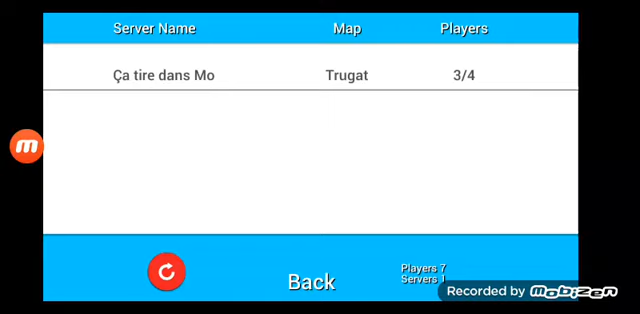 Server Name Map Players
Ça tire dans Mo Trugat 3/4
m
Back
Players 7
Servers 1
Recorded by Mobizen